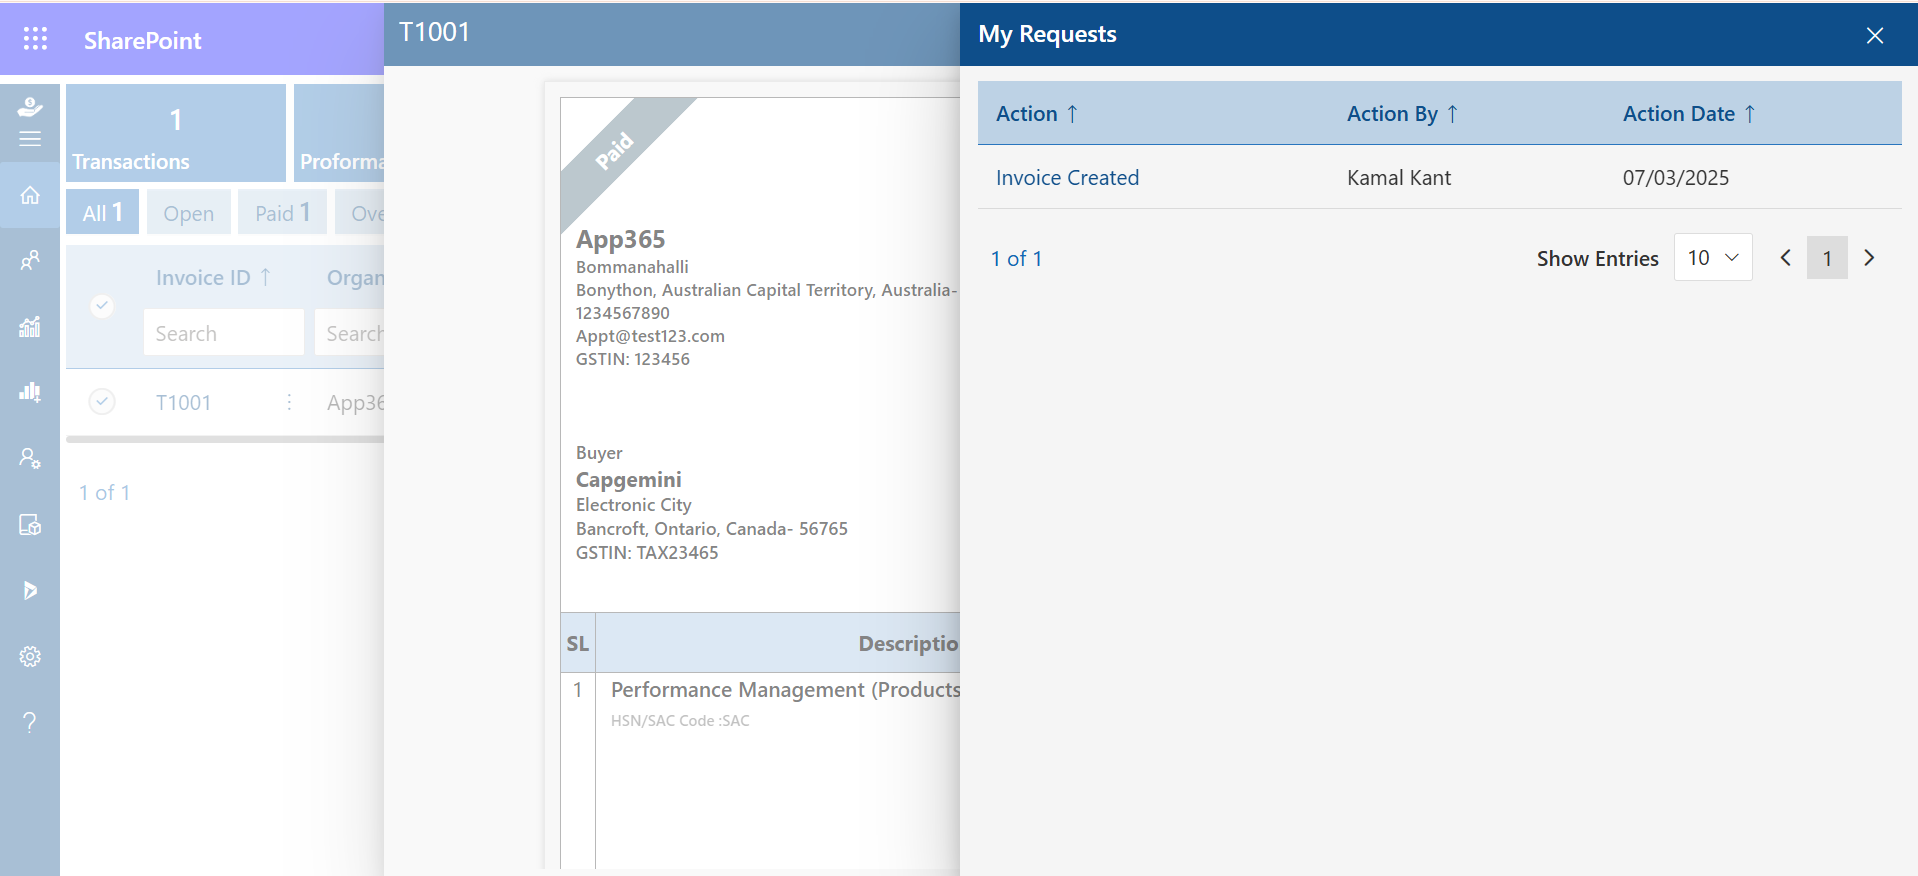 SharePoint
1
Transactions
Proforma
All 1
Open
Paid 1
Ove
Invoice ID ↑
Organ
Search
Search
T1001
App36
1 of 1
T1001
Paid
App365
Bommanahalli
Bonython, Australian Capital Territory, Australia-
1234567890
Appt@test123.com
GSTIN: 123456
Buyer
Capgemini
Electronic City
Bancroft, Ontario, Canada- 56765
GSTIN: TAX23465
SL
Descriptio
1
Performance Management (Products
HSN/SAC Code :SAC
My Requests
Action ↑
Action By ↑
Action Date ↑
Invoice Created
Kamal Kant
07/03/2025
1 of 1
Show Entries
10
1